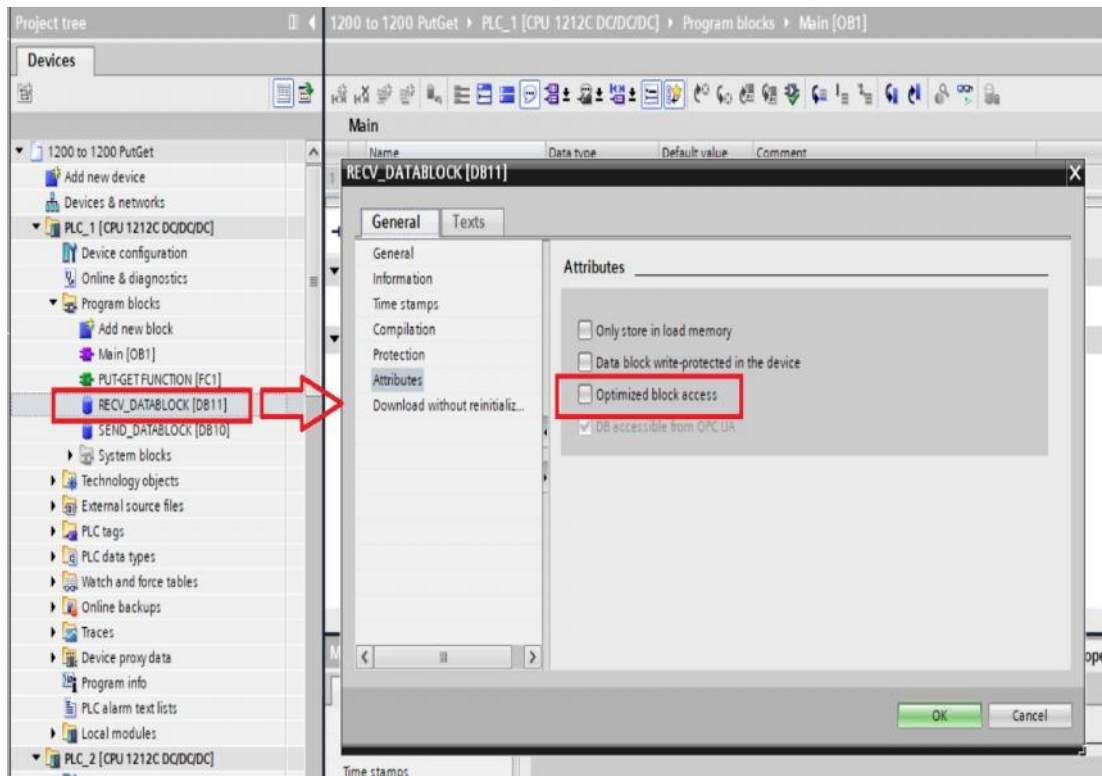 Project tree
1200 to 1200 PutGet ▸ PLC_1 [CPU 1212C DC/DC/DC] ▸ Program blocks ▸ Main [OB1]
Devices
Main
Name Data type Default value Comment
1200 to 1200 PutGet
Add new device
Devices & networks
PLC_1 [CPU 1212C DC/DC/DC]
Device configuration
Online & diagnostics
Program blocks
Add new block
Main [OB1]
PUT-GET FUNCTION [FC1]
RECV_DATABLOCK [DB11]
SEND_DATABLOCK [DB10]
System blocks
Technology objects
External source files
PLC tags
PLC data types
Watch and force tables
Online backups
Traces
Device proxy data
Program info
PLC alarm text lists
Local modules
PLC_2 [CPU 1212C DC/DC/DC]
RECV_DATABLOCK [DB11]
X
General Texts
General
Information
Time stamps
Compilation
Protection
Attributes
Download without reinitializ...
Attributes
Only store in load memory
Data block write-protected in the device
Optimized block access
DB accessible from OPC UA
OK Cancel
Time stamps